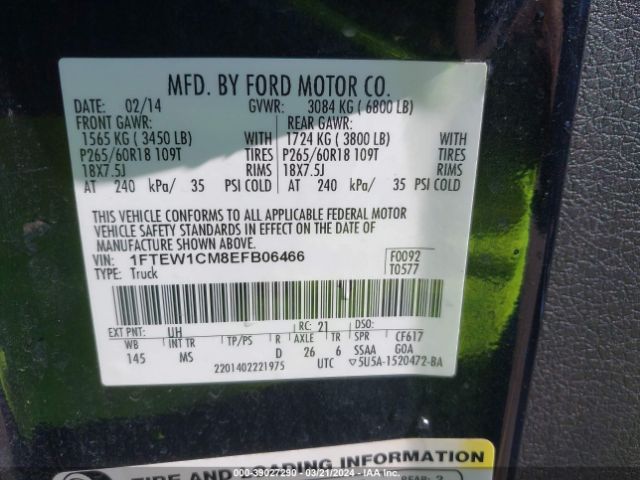 MFD. BY FORD MOTOR CO.
DATE: 02/14 GVWR: 3084 KG ( 6800 LB)
FRONT GAWR: REAR GAWR:
1565 KG ( 3450 LB) WITH 1724 KG ( 3800 LB) WITH
P265/60R18 109T TIRES P265/60R18 109T TIRES
18X7.5J RIMS 18X7.5J RIMS
AT 240 kPa/ 35 PSI COLD AT 240 kPa/ 35 PSI COLD
THIS VEHICLE CONFORMS TO ALL APPLICABLE FEDERAL MOTOR
VEHICLE SAFETY STANDARDS IN EFFECT ON THE DATE OF
MANUFACTURE SHOWN ABOVE.
VIN: 1FTEW1CM8EFB06466 F0092
TYPE: Truck T0577
EXT PNT: UH RC: 21 DSO:
WB INT TR TP/PS R AXLE TR SPR CF617
145 MS D 26 6 SSAA GOA
2201402221975 UTC 5U5A-1520472-BA
TIRE AND LOADING INFORMATION
REAR: 3
000-39027290 - 03/21/2024 - IAA, Inc.